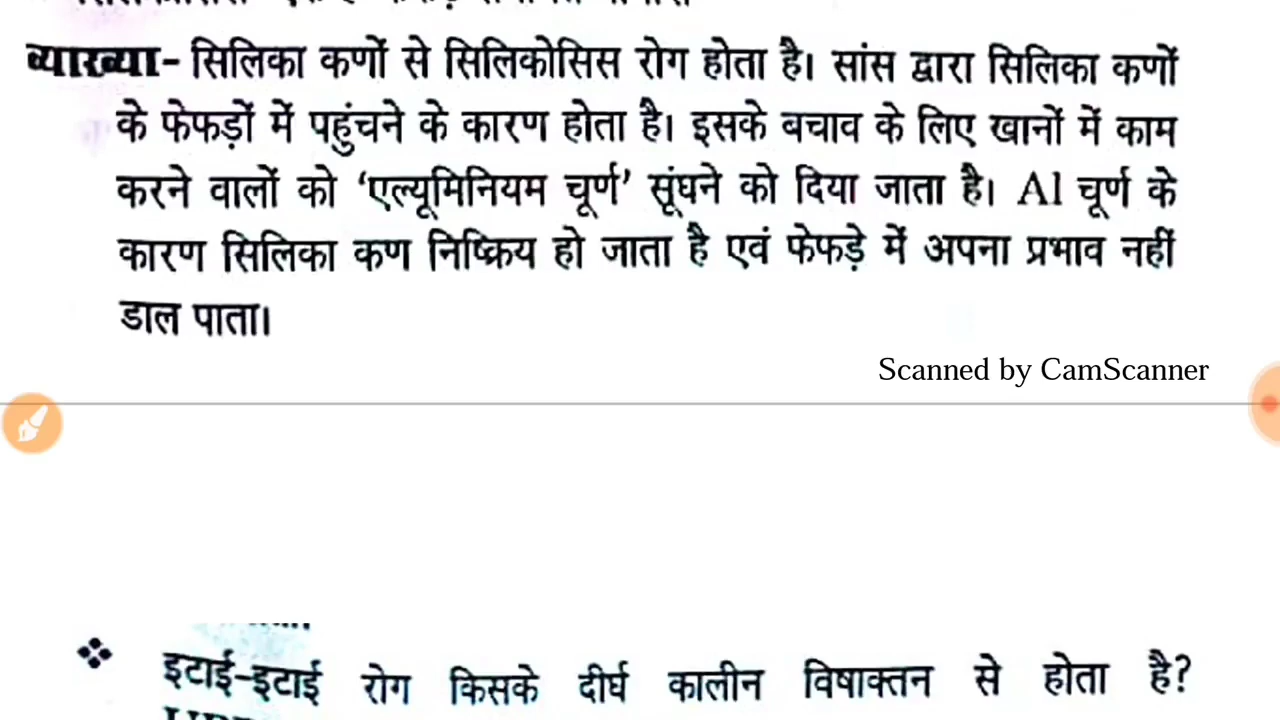 व्याख्या- सिलिका कणों से सिलिकोसिस रोग होता है। सांस द्वारा सिलिका कणों
के फेफड़ों में पहुंचने के कारण होता है। इसके बचाव के लिए खानों में काम
करने वालों को ‘एल्यूमिनियम चूर्ण’ सूंघने को दिया जाता है। Al चूर्ण के
कारण सिलिका कण निष्क्रिय हो जाता है एवं फेफड़े में अपना प्रभाव नहीं
डाल पाता।
Scanned by CamScanner
❖ इटाई-इटाई रोग किसके दीर्घ कालीन विषाक्तन से होता है?